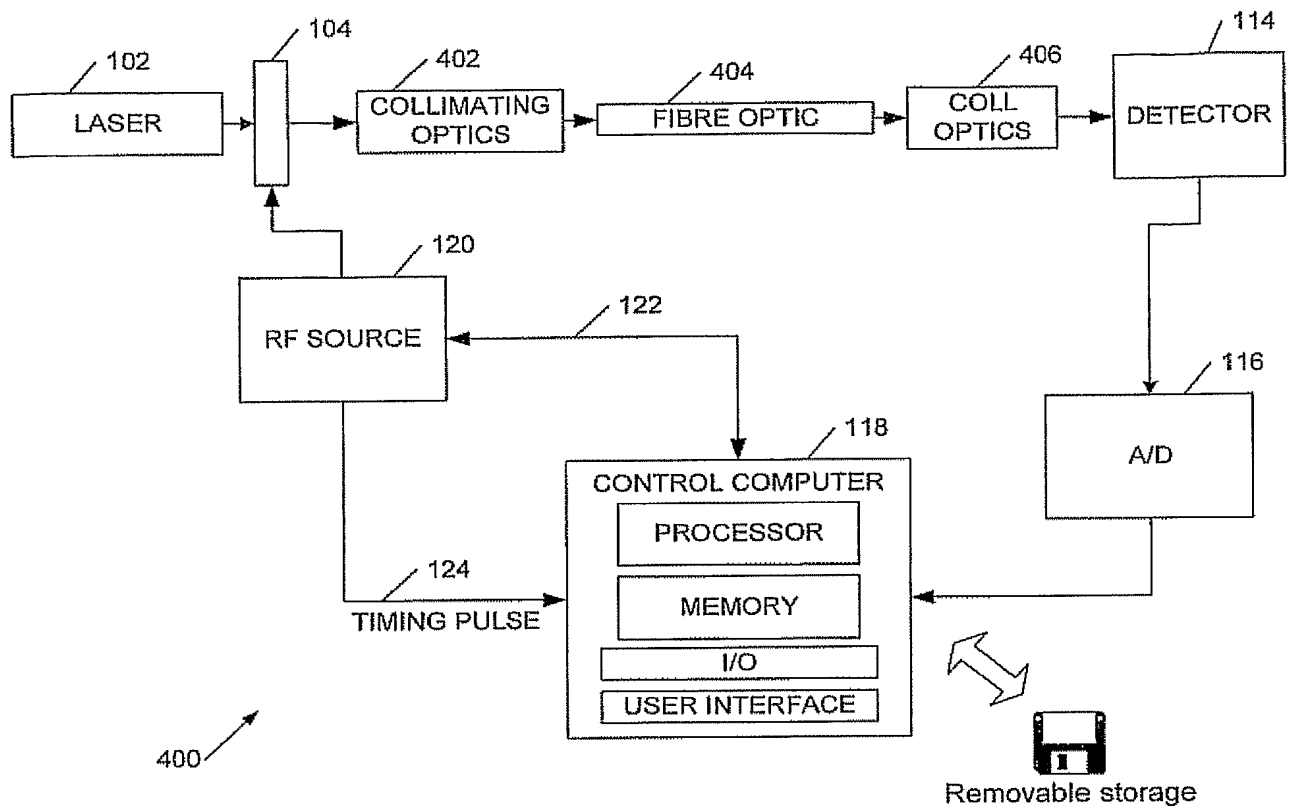 104
102
402
404
406
114
LASER
COLLIMATING
OPTICS
FIBRE OPTIC
COLL
OPTICS
DETECTOR
120
122
RF SOURCE
116
118
A/D
CONTROL COMPUTER
PROCESSOR
124
TIMING PULSE
MEMORY
I/O
USER INTERFACE
400
Removable storage